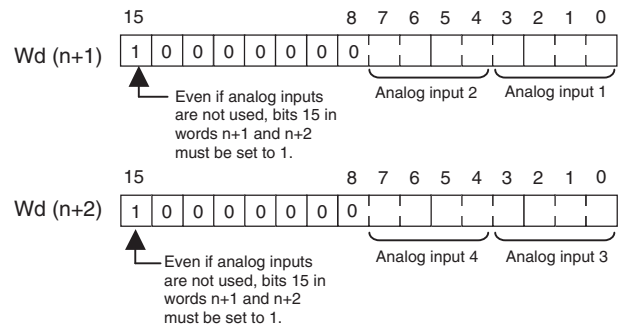 15 8 7 6 5 4 3 2 1 0
Wd (n+1) 1 0 0 0 0 0 0 0
Analog input 2 Analog input 1
Even if analog inputs
are not used, bits 15 in
words n+1 and n+2
must be set to 1.
15 8 7 6 5 4 3 2 1 0
Wd (n+2) 1 0 0 0 0 0 0 0
Analog input 4 Analog input 3
Even if analog inputs
are not used, bits 15 in
words n+1 and n+2
must be set to 1.